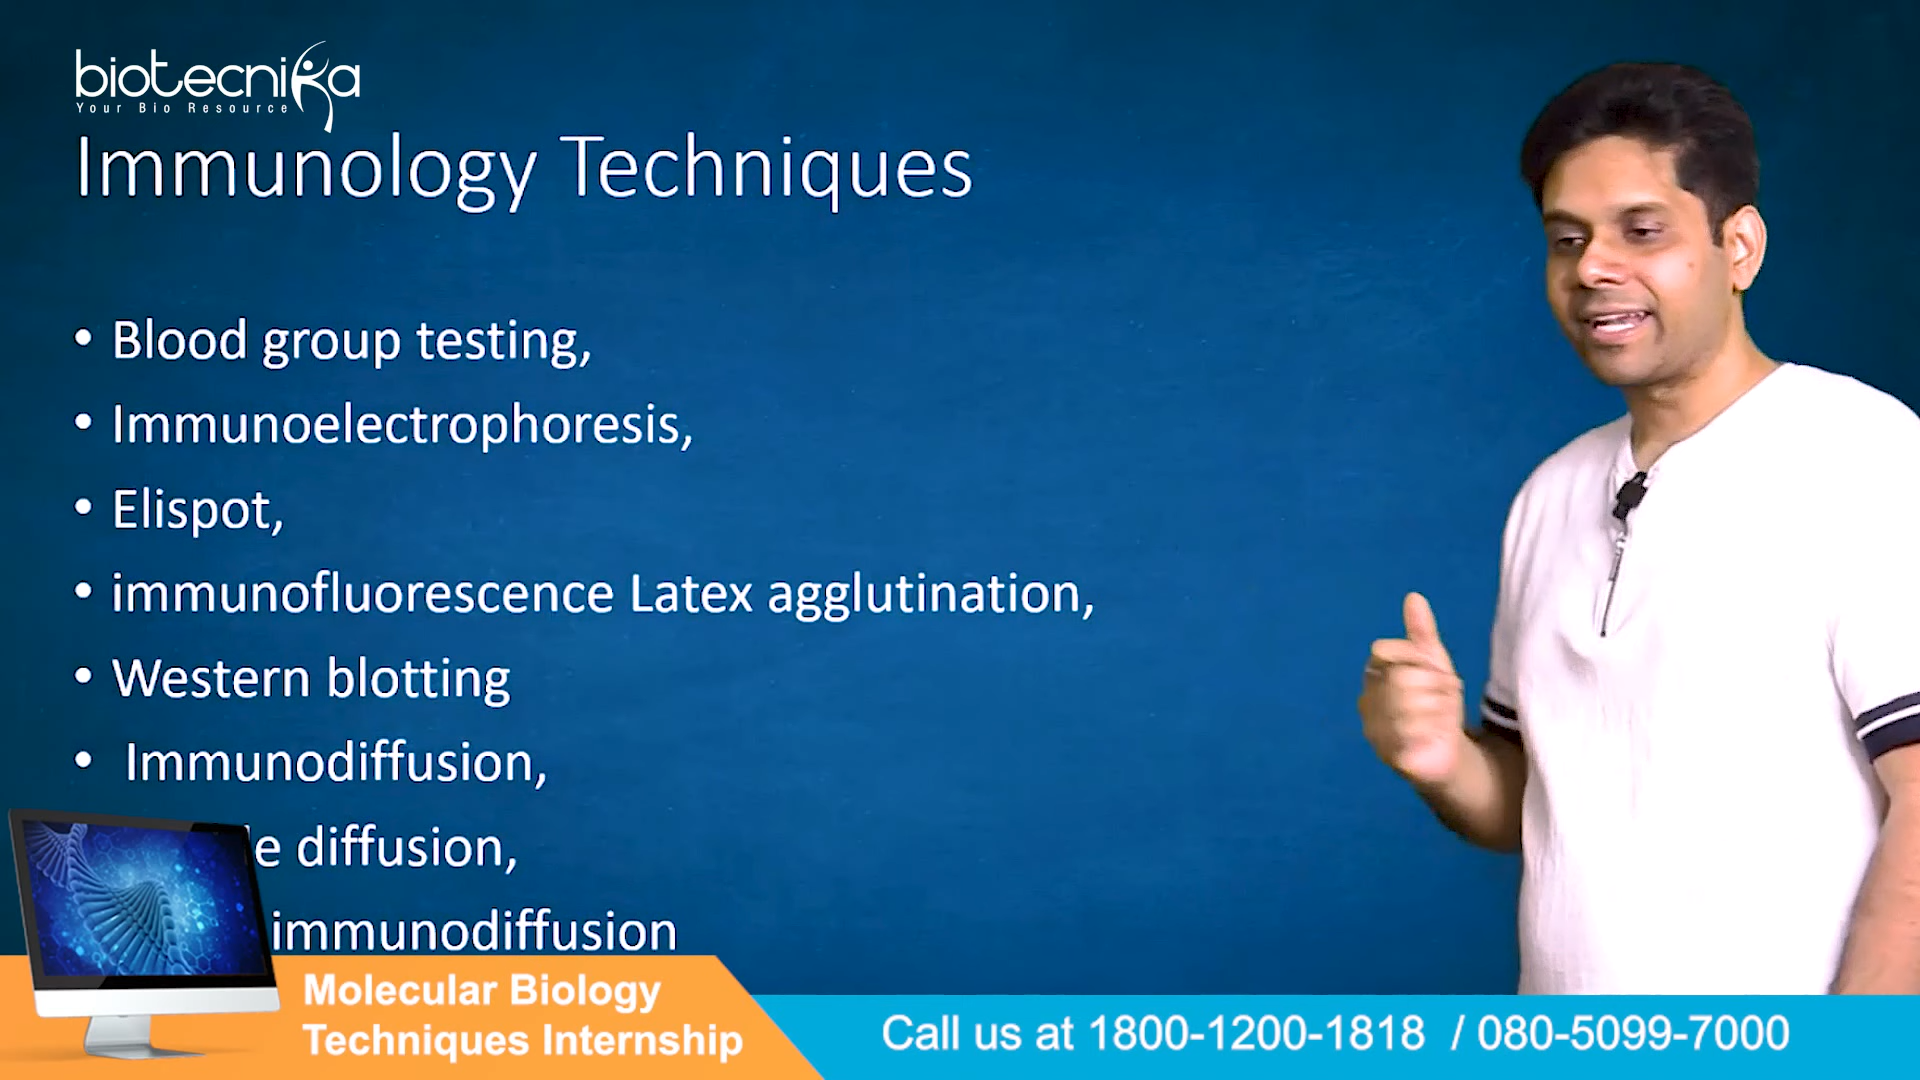 biotecnika
Your Bio Resource
Immunology Techniques
• Blood group testing,
• Immunoelectrophoresis,
• Elispot,
• immunofluorescence Latex agglutination,
• Western blotting
• Immunodiffusion,
diffusion,
immunodiffusion
Molecular Biology
Techniques Internship
Call us at 1800-1200-1818 / 080-5099-7000